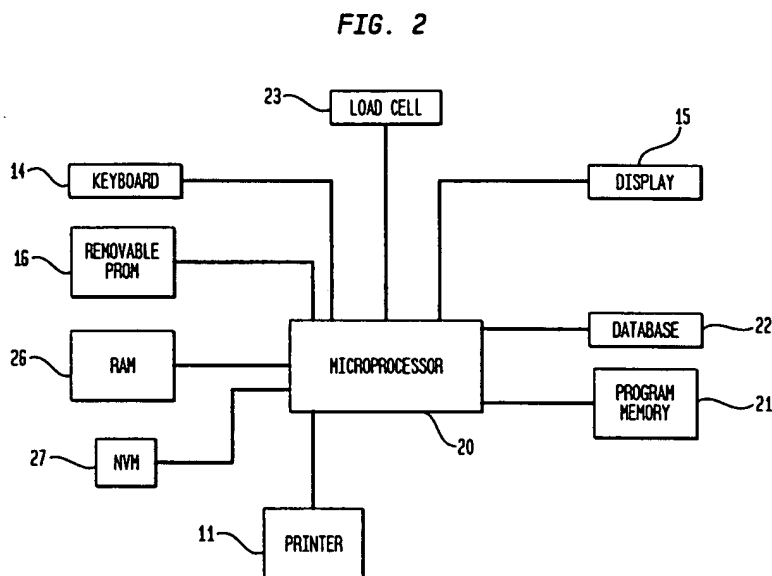 FIG. 2
23
LOAD CELL
15
14
KEYBOARD
DISPLAY
16
REMOVABLE
PROM
26
RAM
MICROPROCESSOR
DATABASE
22
PROGRAM
MEMORY
21
20
27
NVM
11
PRINTER